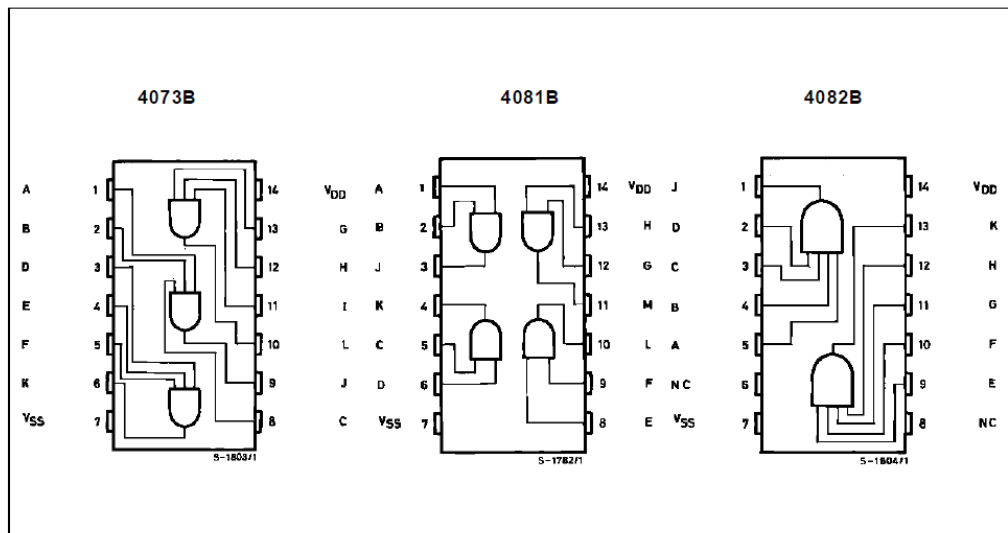 4073B 4081B 4082B
A 1 14 VDD A 1 14 VDD J 1 14 VDD
B 2 13 G B 2 13 H D 2 13 K
D 3 12 H J 3 12 G C 3 12 H
E 4 11 I K 4 11 M B 4 11 G
F 5 10 L C 5 10 L A 5 10 F
K 6 9 J D 6 9 F NC 6 9 E
VSS 7 8 C VSS 7 8 E VSS 7 8 NC
S-1803/1 S-1782/1 S-1804/1